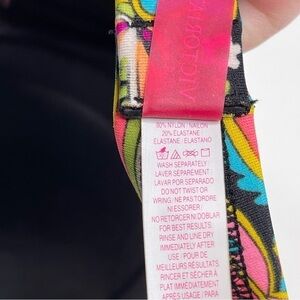 80% NYLON / NAILON
20% ELASTANE /
ELASTANE / ELASTANO
WASH SEPARATELY /
LAVER SÉPARÉMENT /
LAVAR POR SEPARADO
DO NOT TWIST OR
WRING / NE PAS TORDRE
NI ESSORER /
NO RETORCER NI DOBLAR
FOR BEST RESULTS
RINSE AND LINE DRY
IMMEDIATELY AFTER
USE / POUR DE
MEILLEURS RÉSULTATS
RINCER ET SÉCHER À
PLAT IMMÉDIATEMENT
APRÈS USAGE / PARA